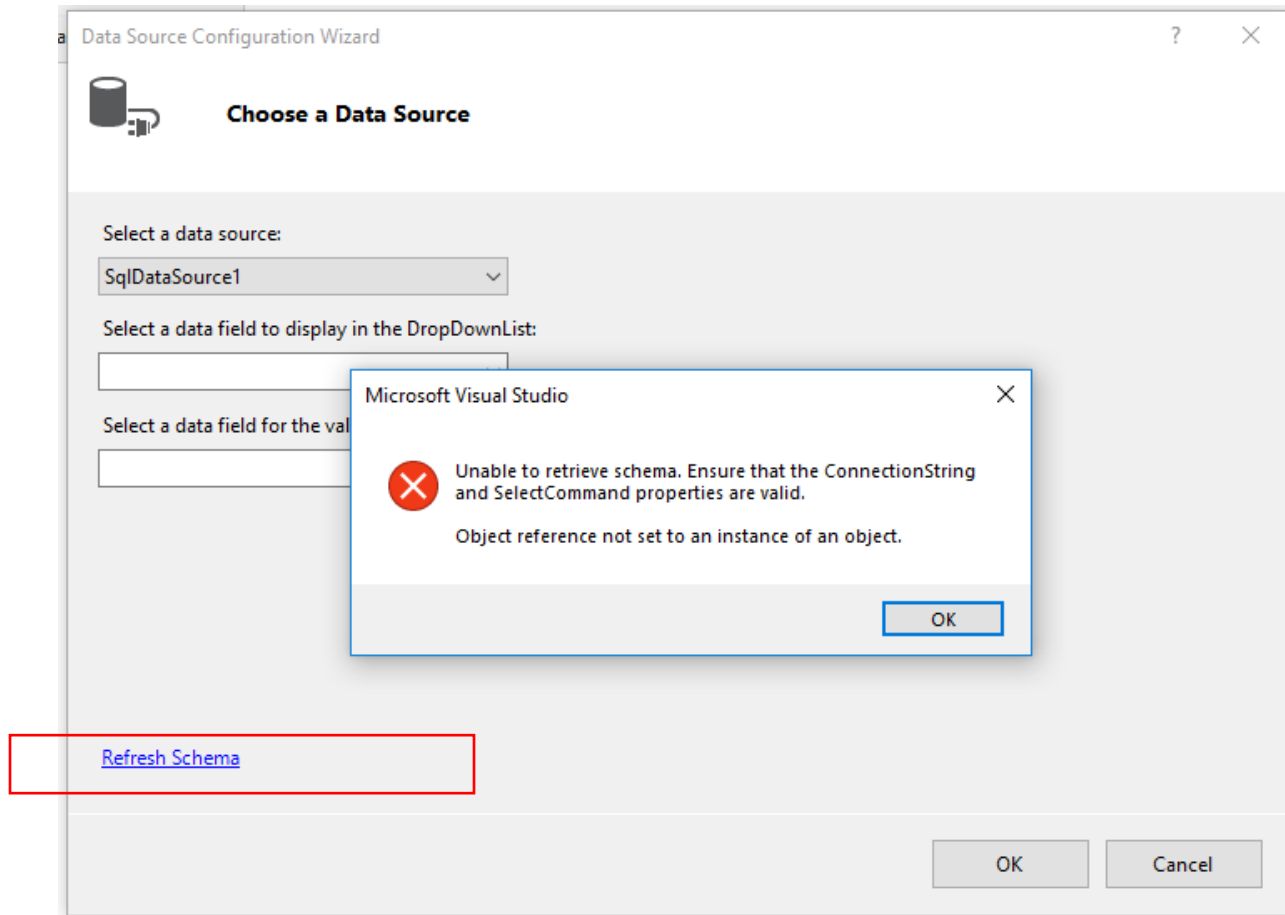 a
Data Source Configuration Wizard
?
Choose a Data Source
Select a data source:
SqlDataSource1
Select a data field to display in the DropDownList:
Microsoft Visual Studio
Select a data field for the val
Unable to retrieve schema. Ensure that the ConnectionString
and SelectCommand properties are valid.
Object reference not set to an instance of an object.
OK
Refresh Schema
OK
Cancel